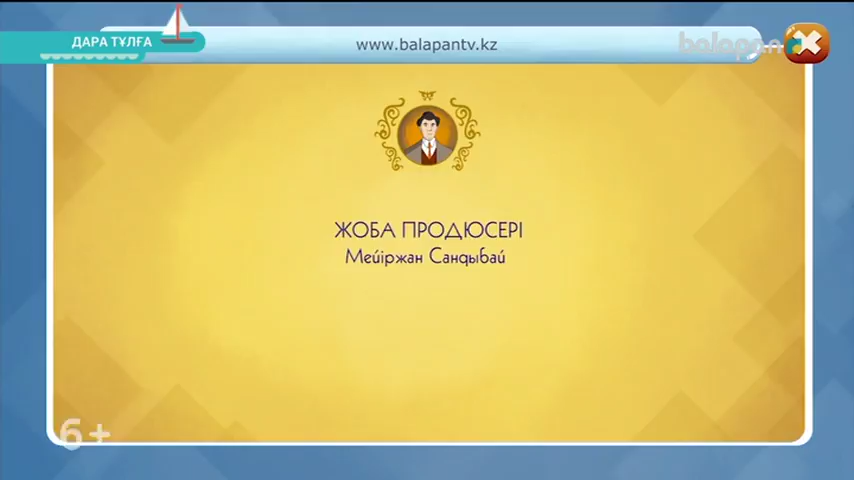 ДАРА ТҰЛҒА
www.balapantv.kz
balapan
ЖОБА ПРОДЮСЕРІ
Мейіржан Сандыбай
6+